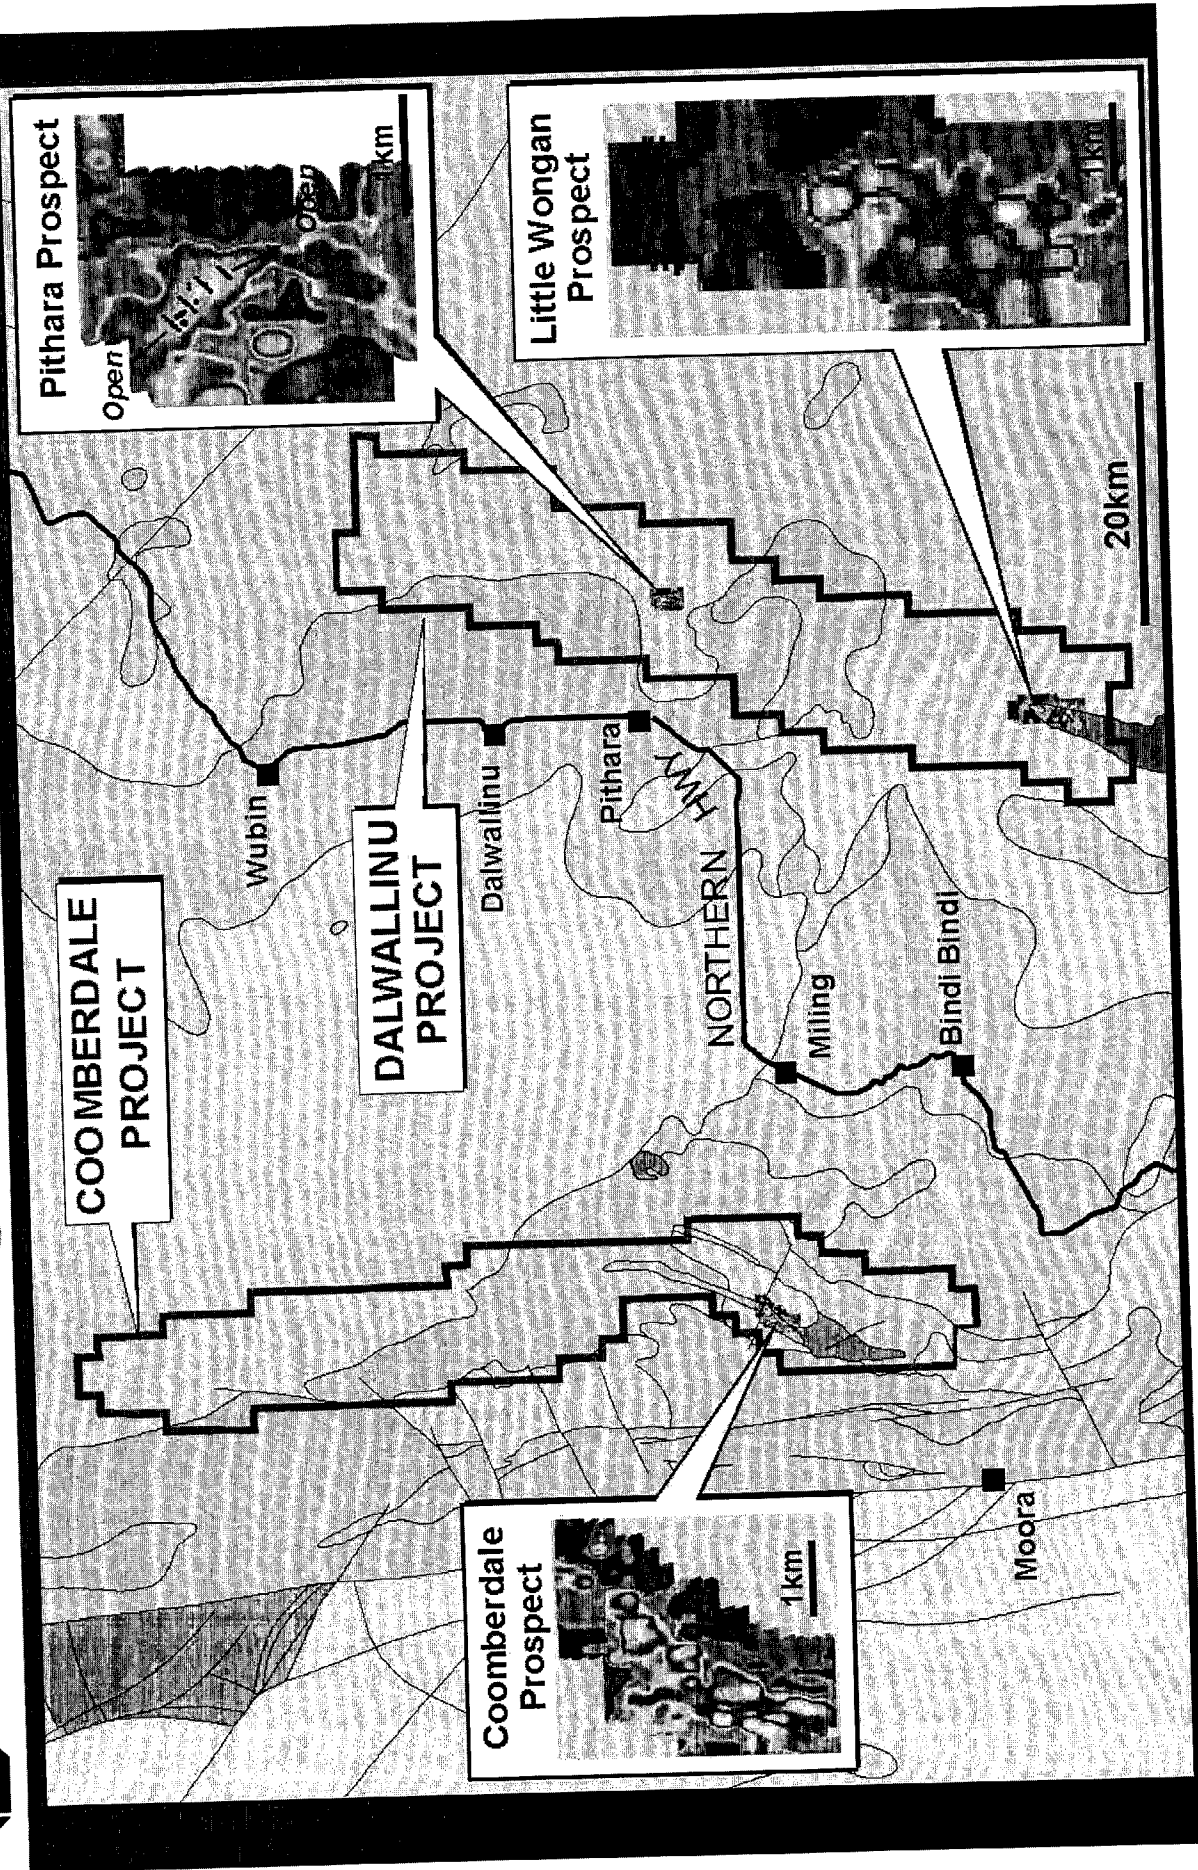 COOMBERDALE
PROJECT
Wubin
Pithara Prospect
Open
Open
1km
DALWALLINU
PROJECT
Dalwallinu
Pithara
HWY
NORTHERN
Coomberdale
Prospect
1km
Miling
Bindi Bindi
Moora
Little Wongan
Prospect
1km
20km